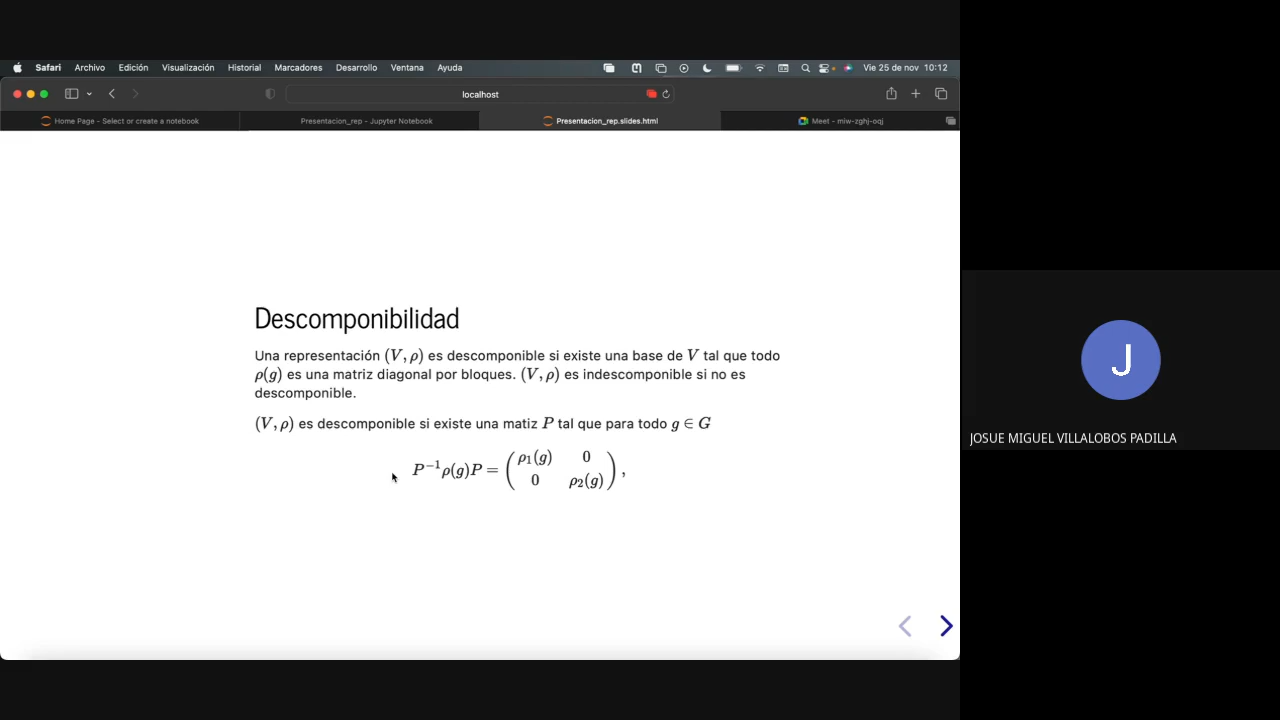 Safari Archivo Edición Visualización Historial Marcadores Desarrollo Ventana Ayuda Vie 25 de nov 10:12
localhost
Home Page - Select or create a notebook Presentacion_rep - Jupyter Notebook Presentacion_rep.slides.html Meet - miw-zghj-oqj
Descomponibilidad
Una representación (V, ρ) es descomponible si existe una base de V tal que todo
ρ(g) es una matriz diagonal por bloques. (V, ρ) es indescomponible si no es
descomponible.
(V, ρ) es descomponible si existe una matiz P tal que para todo g ∈ G
P⁻¹ρ(g)P = ( ρ₁(g) 0
0 ρ₂(g) ) ,
J
JOSUE MIGUEL VILLALOBOS PADILLA